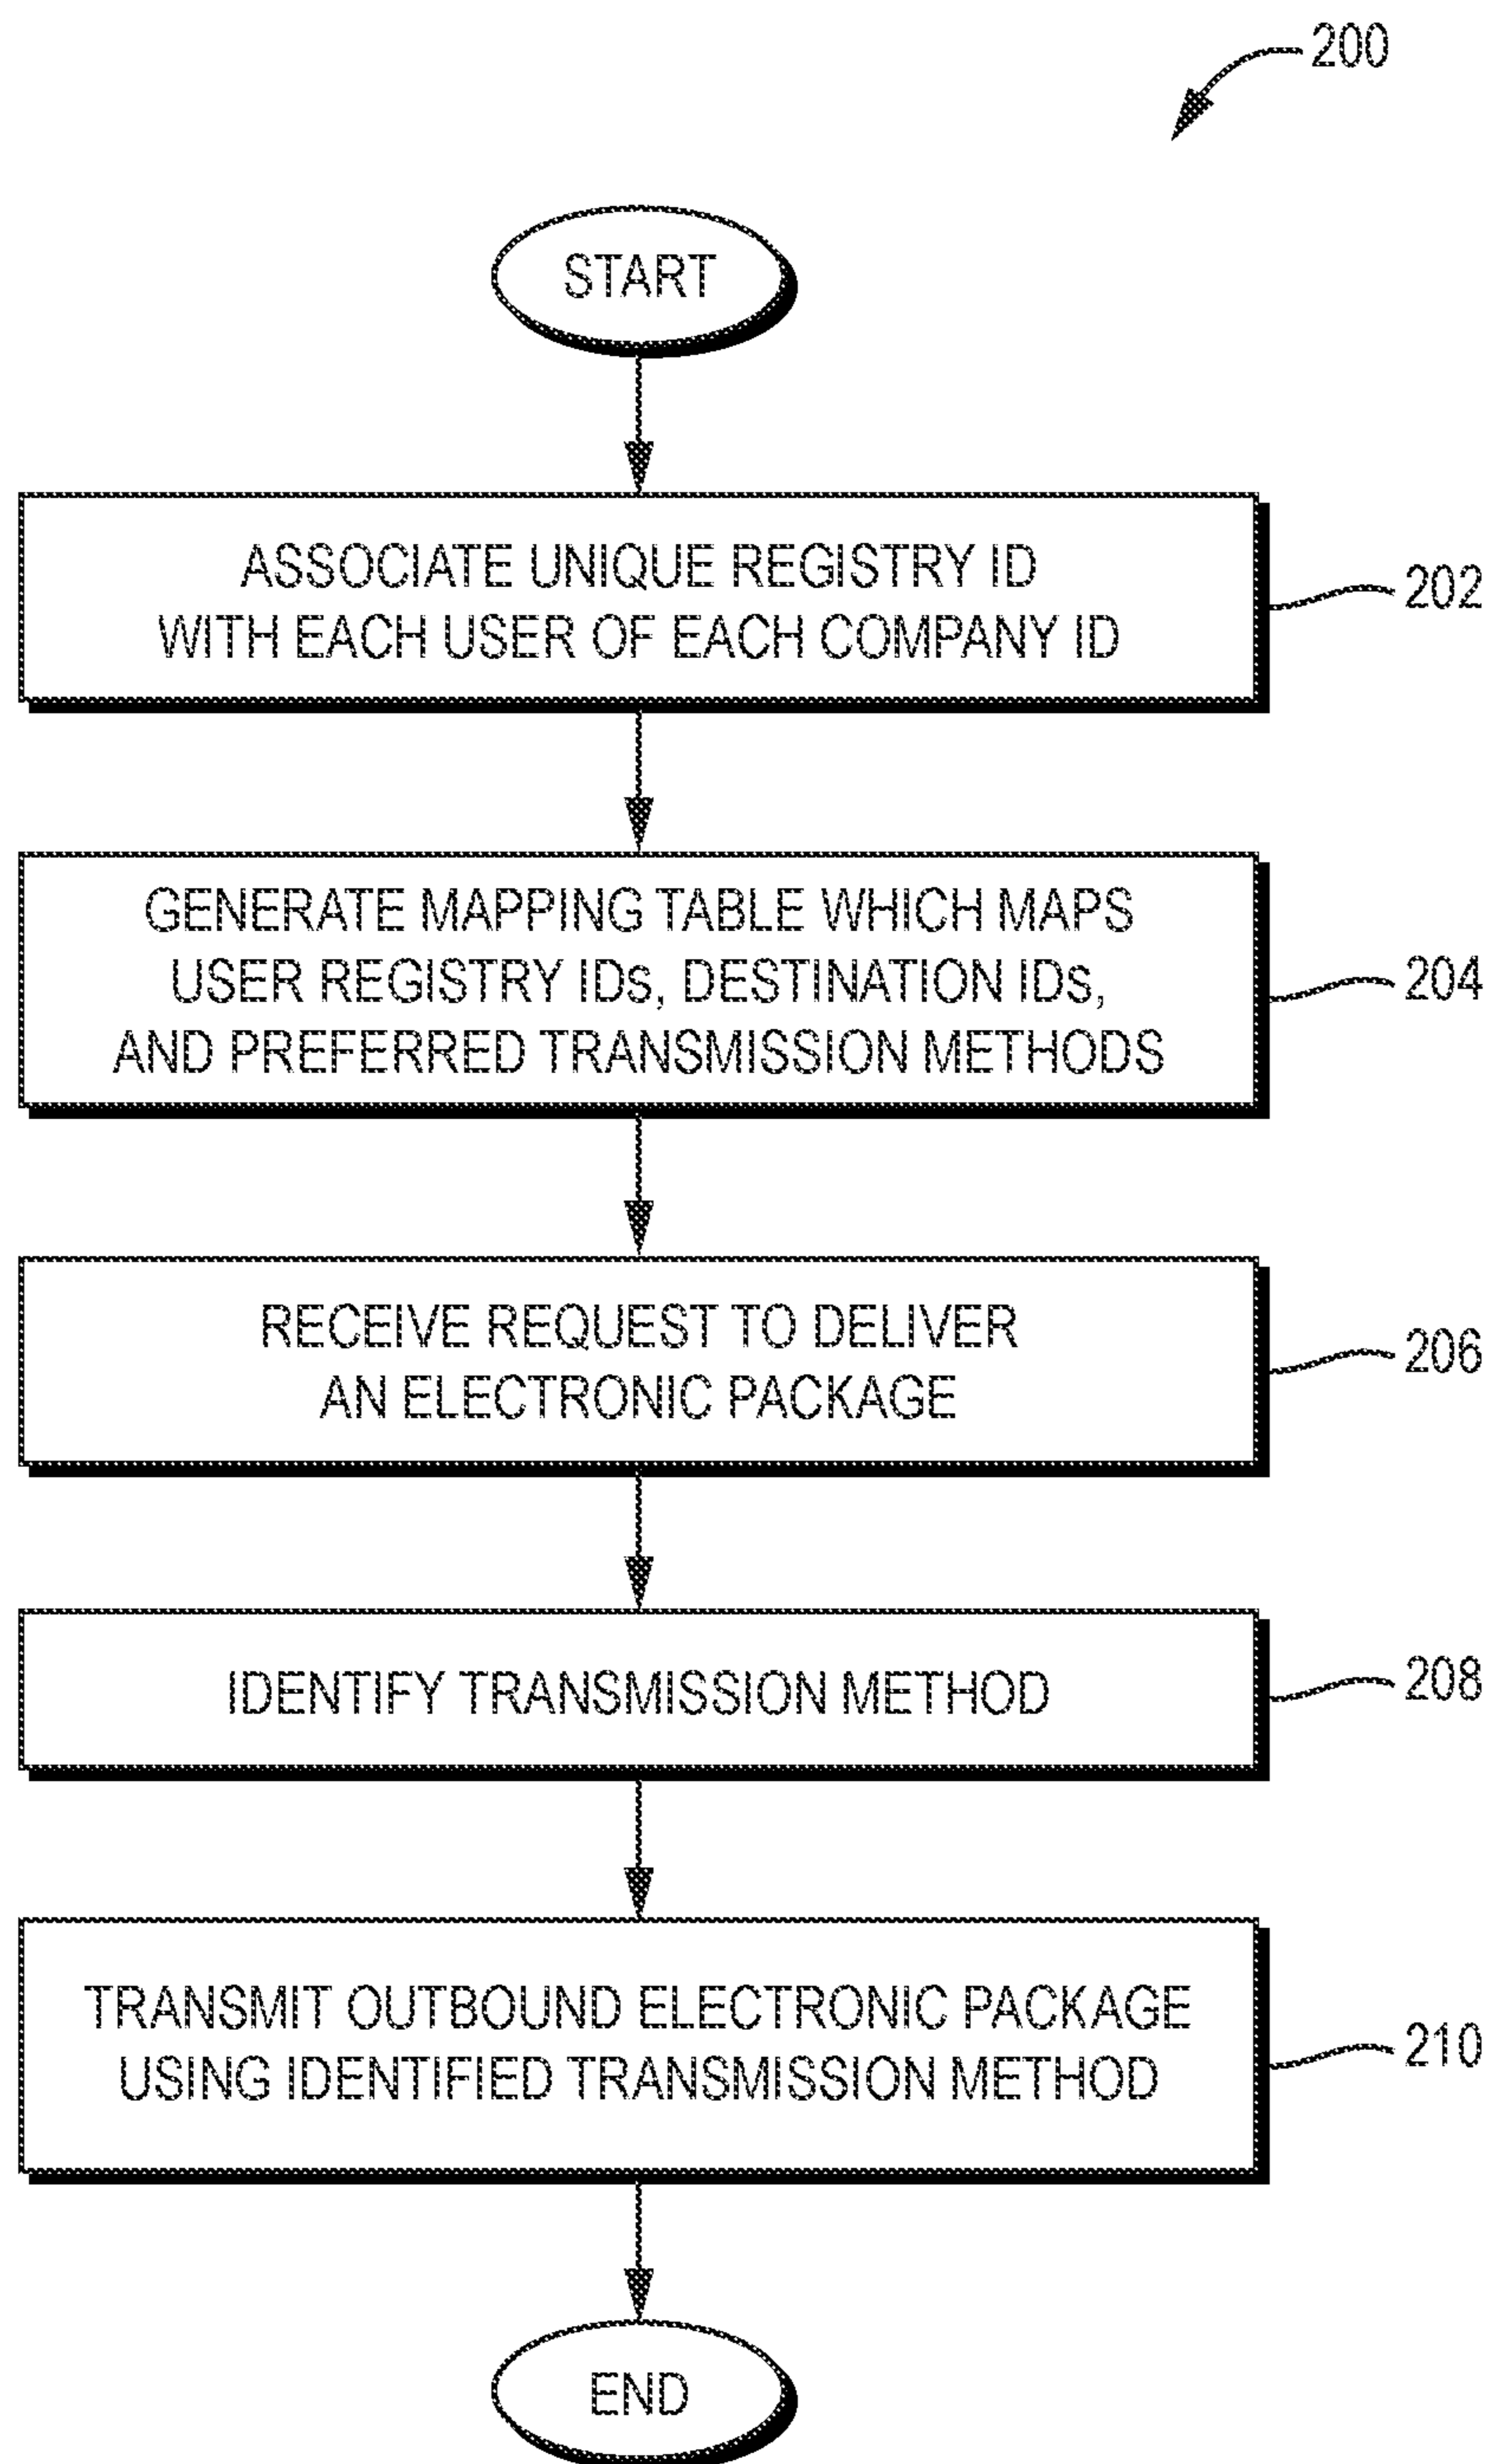 200
START
ASSOCIATE UNIQUE REGISTRY ID
WITH EACH USER OF EACH COMPANY ID
202
GENERATE MAPPING TABLE WHICH MAPS
USER REGISTRY IDs, DESTINATION IDs,
AND PREFERRED TRANSMISSION METHODS
204
RECEIVE REQUEST TO DELIVER
AN ELECTRONIC PACKAGE
206
IDENTIFY TRANSMISSION METHOD
208
TRANSMIT OUTBOUND ELECTRONIC PACKAGE
USING IDENTIFIED TRANSMISSION METHOD
210
END